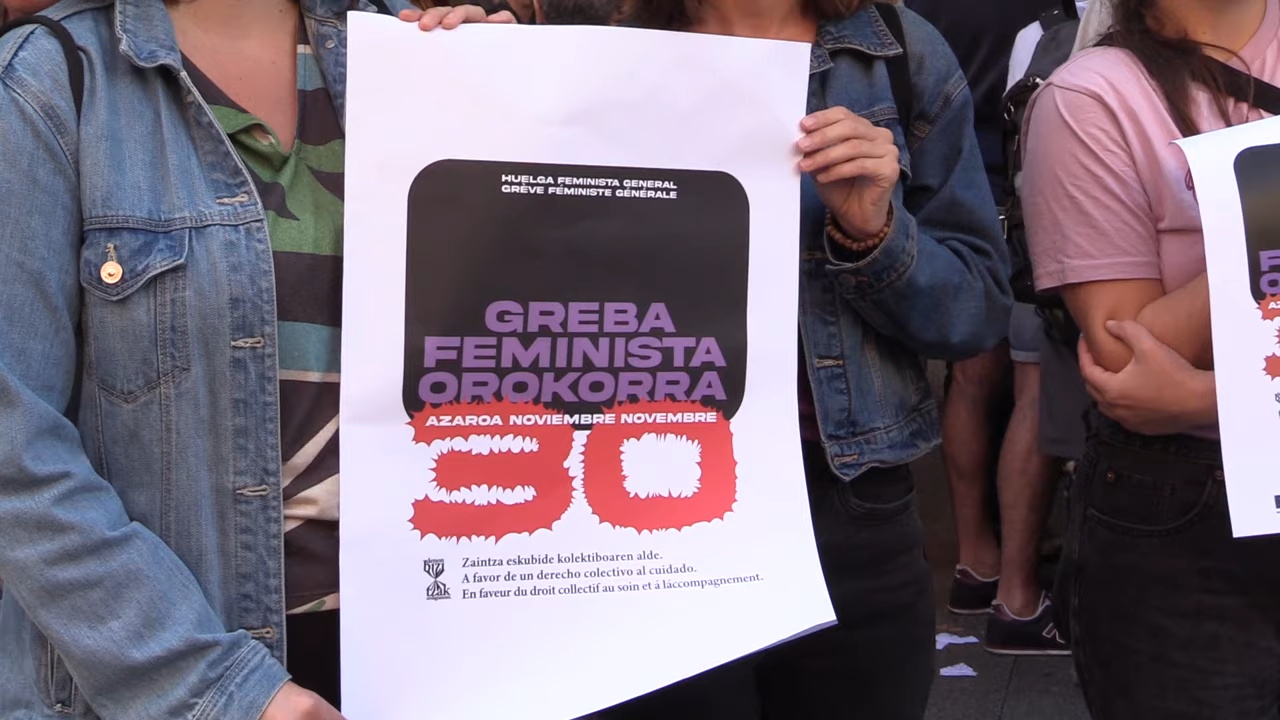 HUELGA FEMINISTA GENERAL
GRÈVE FÉMINISTE GÉNÉRALE
GREBA
FEMINISTA
OROKORRA
AZAROA NOVIEMBRE NOVEMBRE
30
Zaintza eskubide kolektiboaren alde.
A favor de un derecho colectivo al cuidado.
En faveur du droit collectif au soin et á láccompagnement.